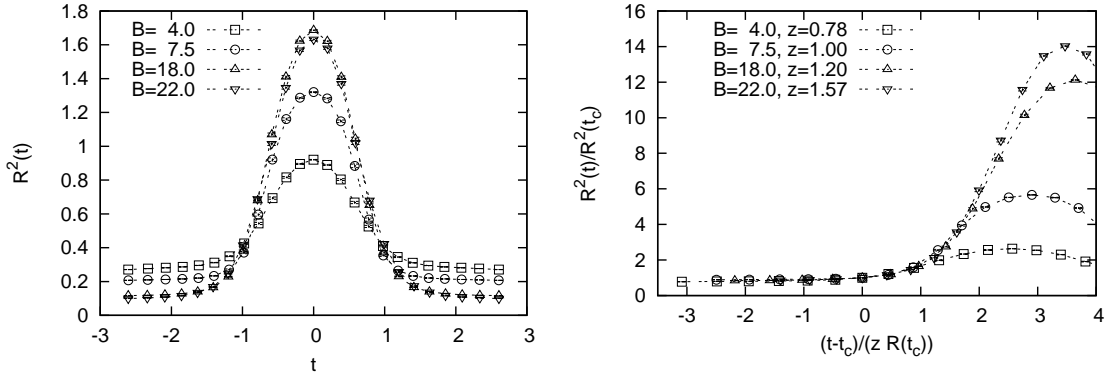 R²(t)
1.8
1.6
1.4
1.2
1
0.8
0.6
0.4
0.2
0
B= 4.0
B= 7.5
B=18.0
B=22.0
-3 -2 -1 0 1 2 3
t
R²(t)/R²(t_c)
16
14
12
10
8
6
4
2
0
B= 4.0, z=0.78
B= 7.5, z=1.00
B=18.0, z=1.20
B=22.0, z=1.57
-3 -2 -1 0 1 2 3 4
(t-t_c)/(z R(t_c))